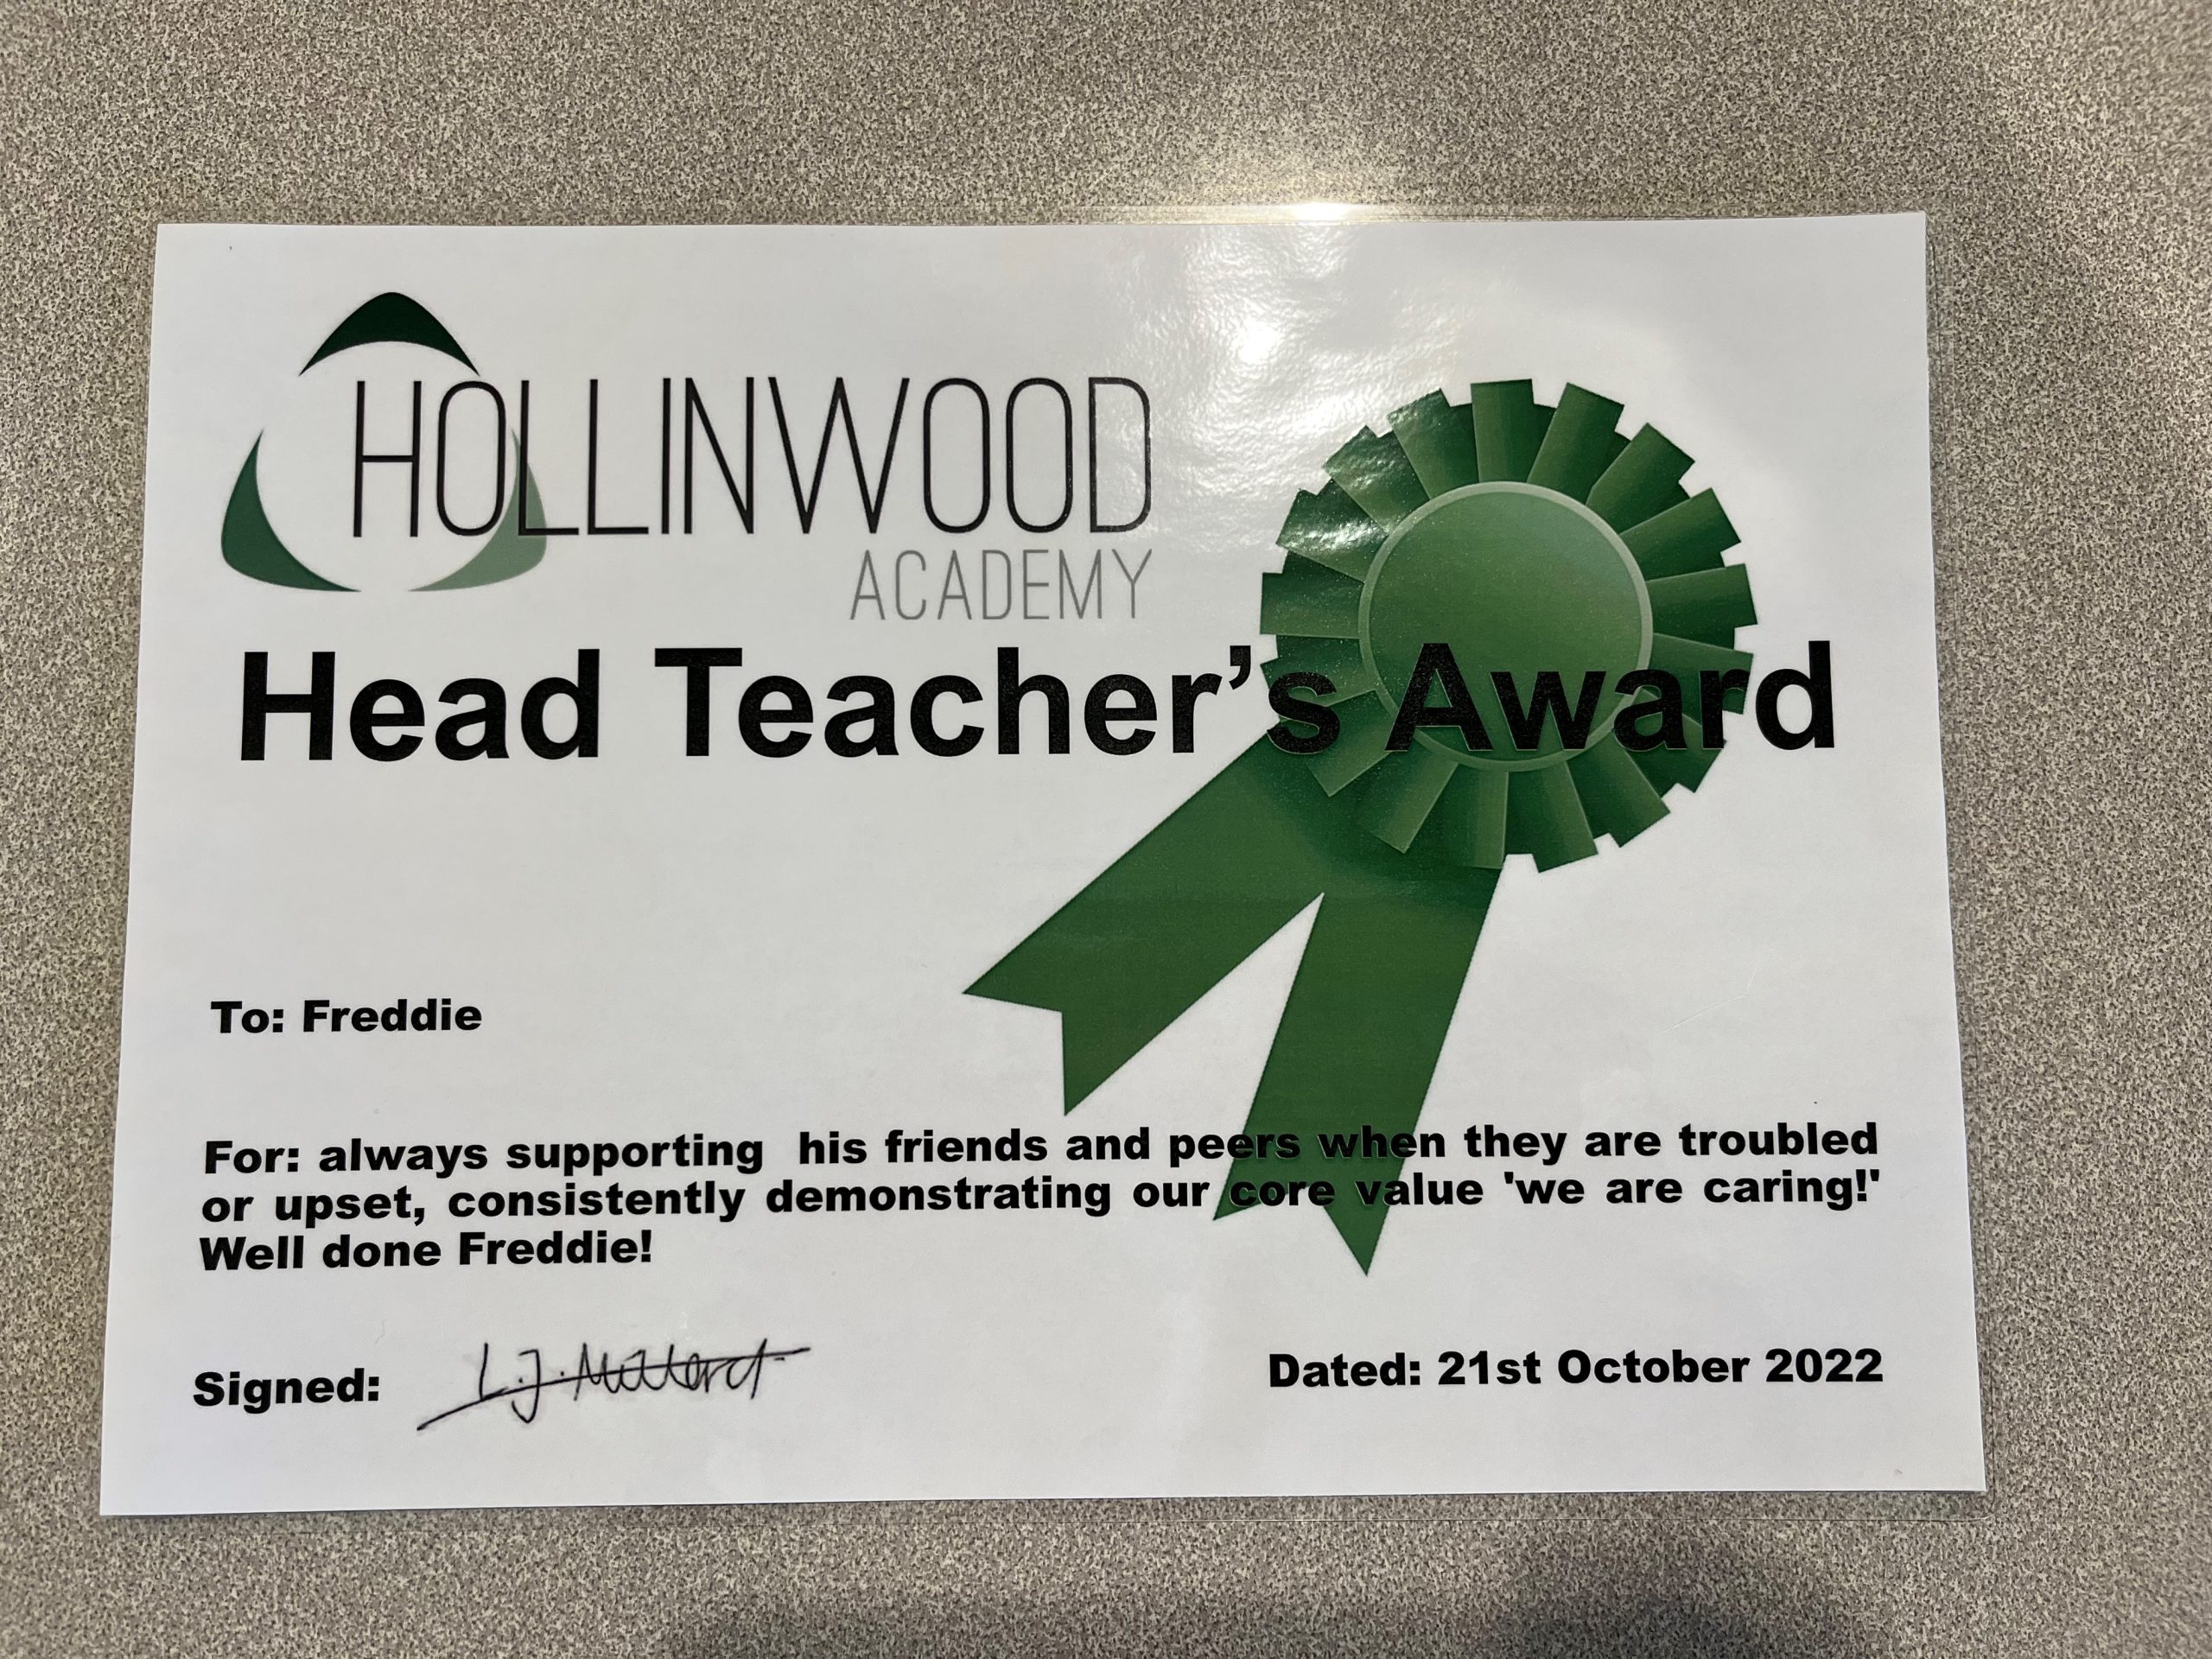 HOLLINWOOD
ACADEMY
Head Teacher’s Award
To: Freddie
For: always supporting  his friends and peers when they are troubled
or upset, consistently demonstrating our core value 'we are caring!'
Well done Freddie!
Signed: L.J. Millard
Dated: 21st October 2022